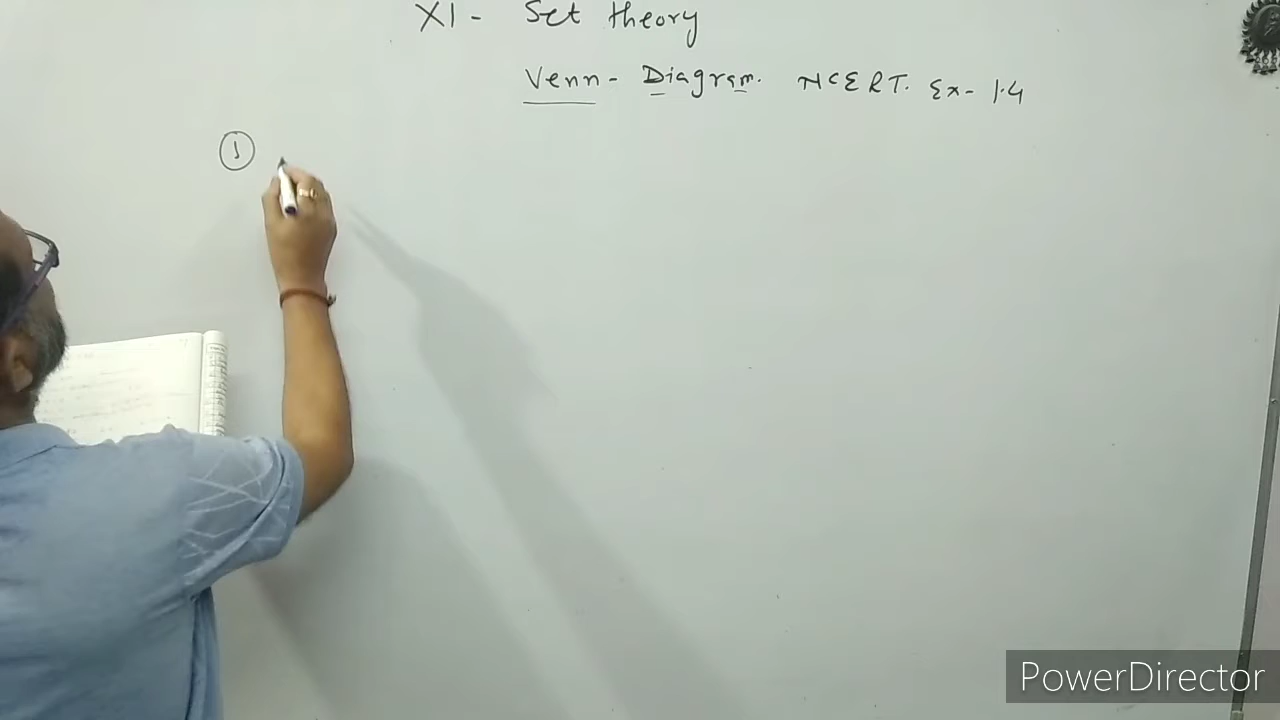 XI - Set theory
Venn - Diagram. NCERT. Ex - 1.4
1
PowerDirector